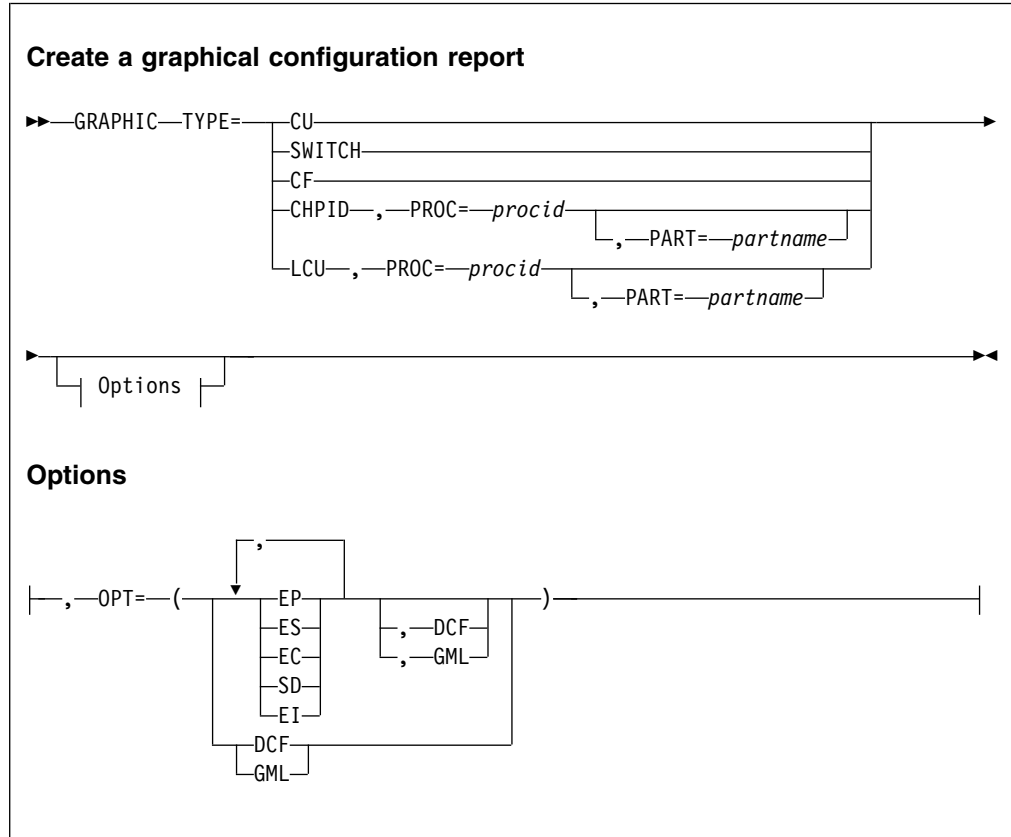 Create a graphical configuration report
GRAPHIC TYPE= CU
SWITCH
CF
CHPID , PROC= procid
, PART= partname
LCU , PROC= procid
, PART= partname
Options
Options
,
, OPT= ( EP )
ES , DCF
EC , GML
SD
EI
DCF
GML